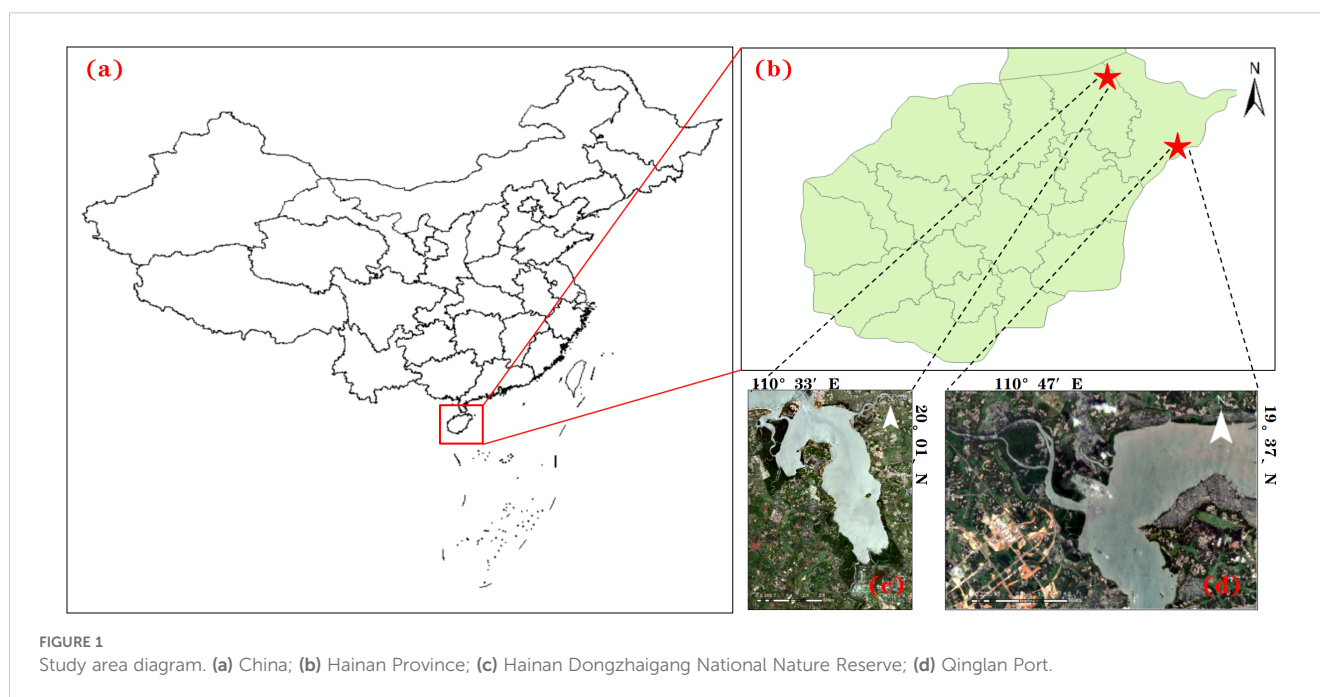 (a)
(b)
N
110° 33′ E
20° 01′ N
110° 47′ E
19° 37′ N
(c)
(d)
FIGURE 1
Study area diagram. (a) China; (b) Hainan Province; (c) Hainan Dongzhaigang National Nature Reserve; (d) Qinglan Port.